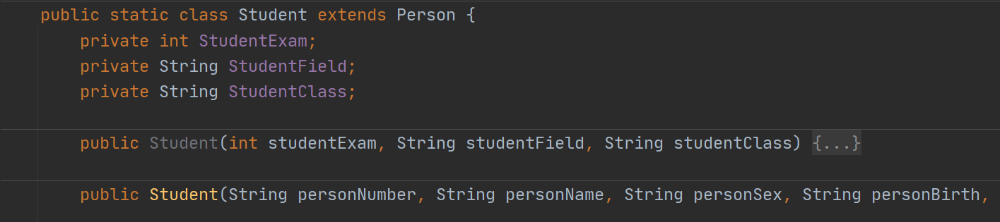 public static class Student extends Person {
private int StudentExam;
private String StudentField;
private String StudentClass;
public Student(int studentExam, String studentField, String studentClass) {...}
public Student(String personNumber, String personName, String personSex, String personBirth,